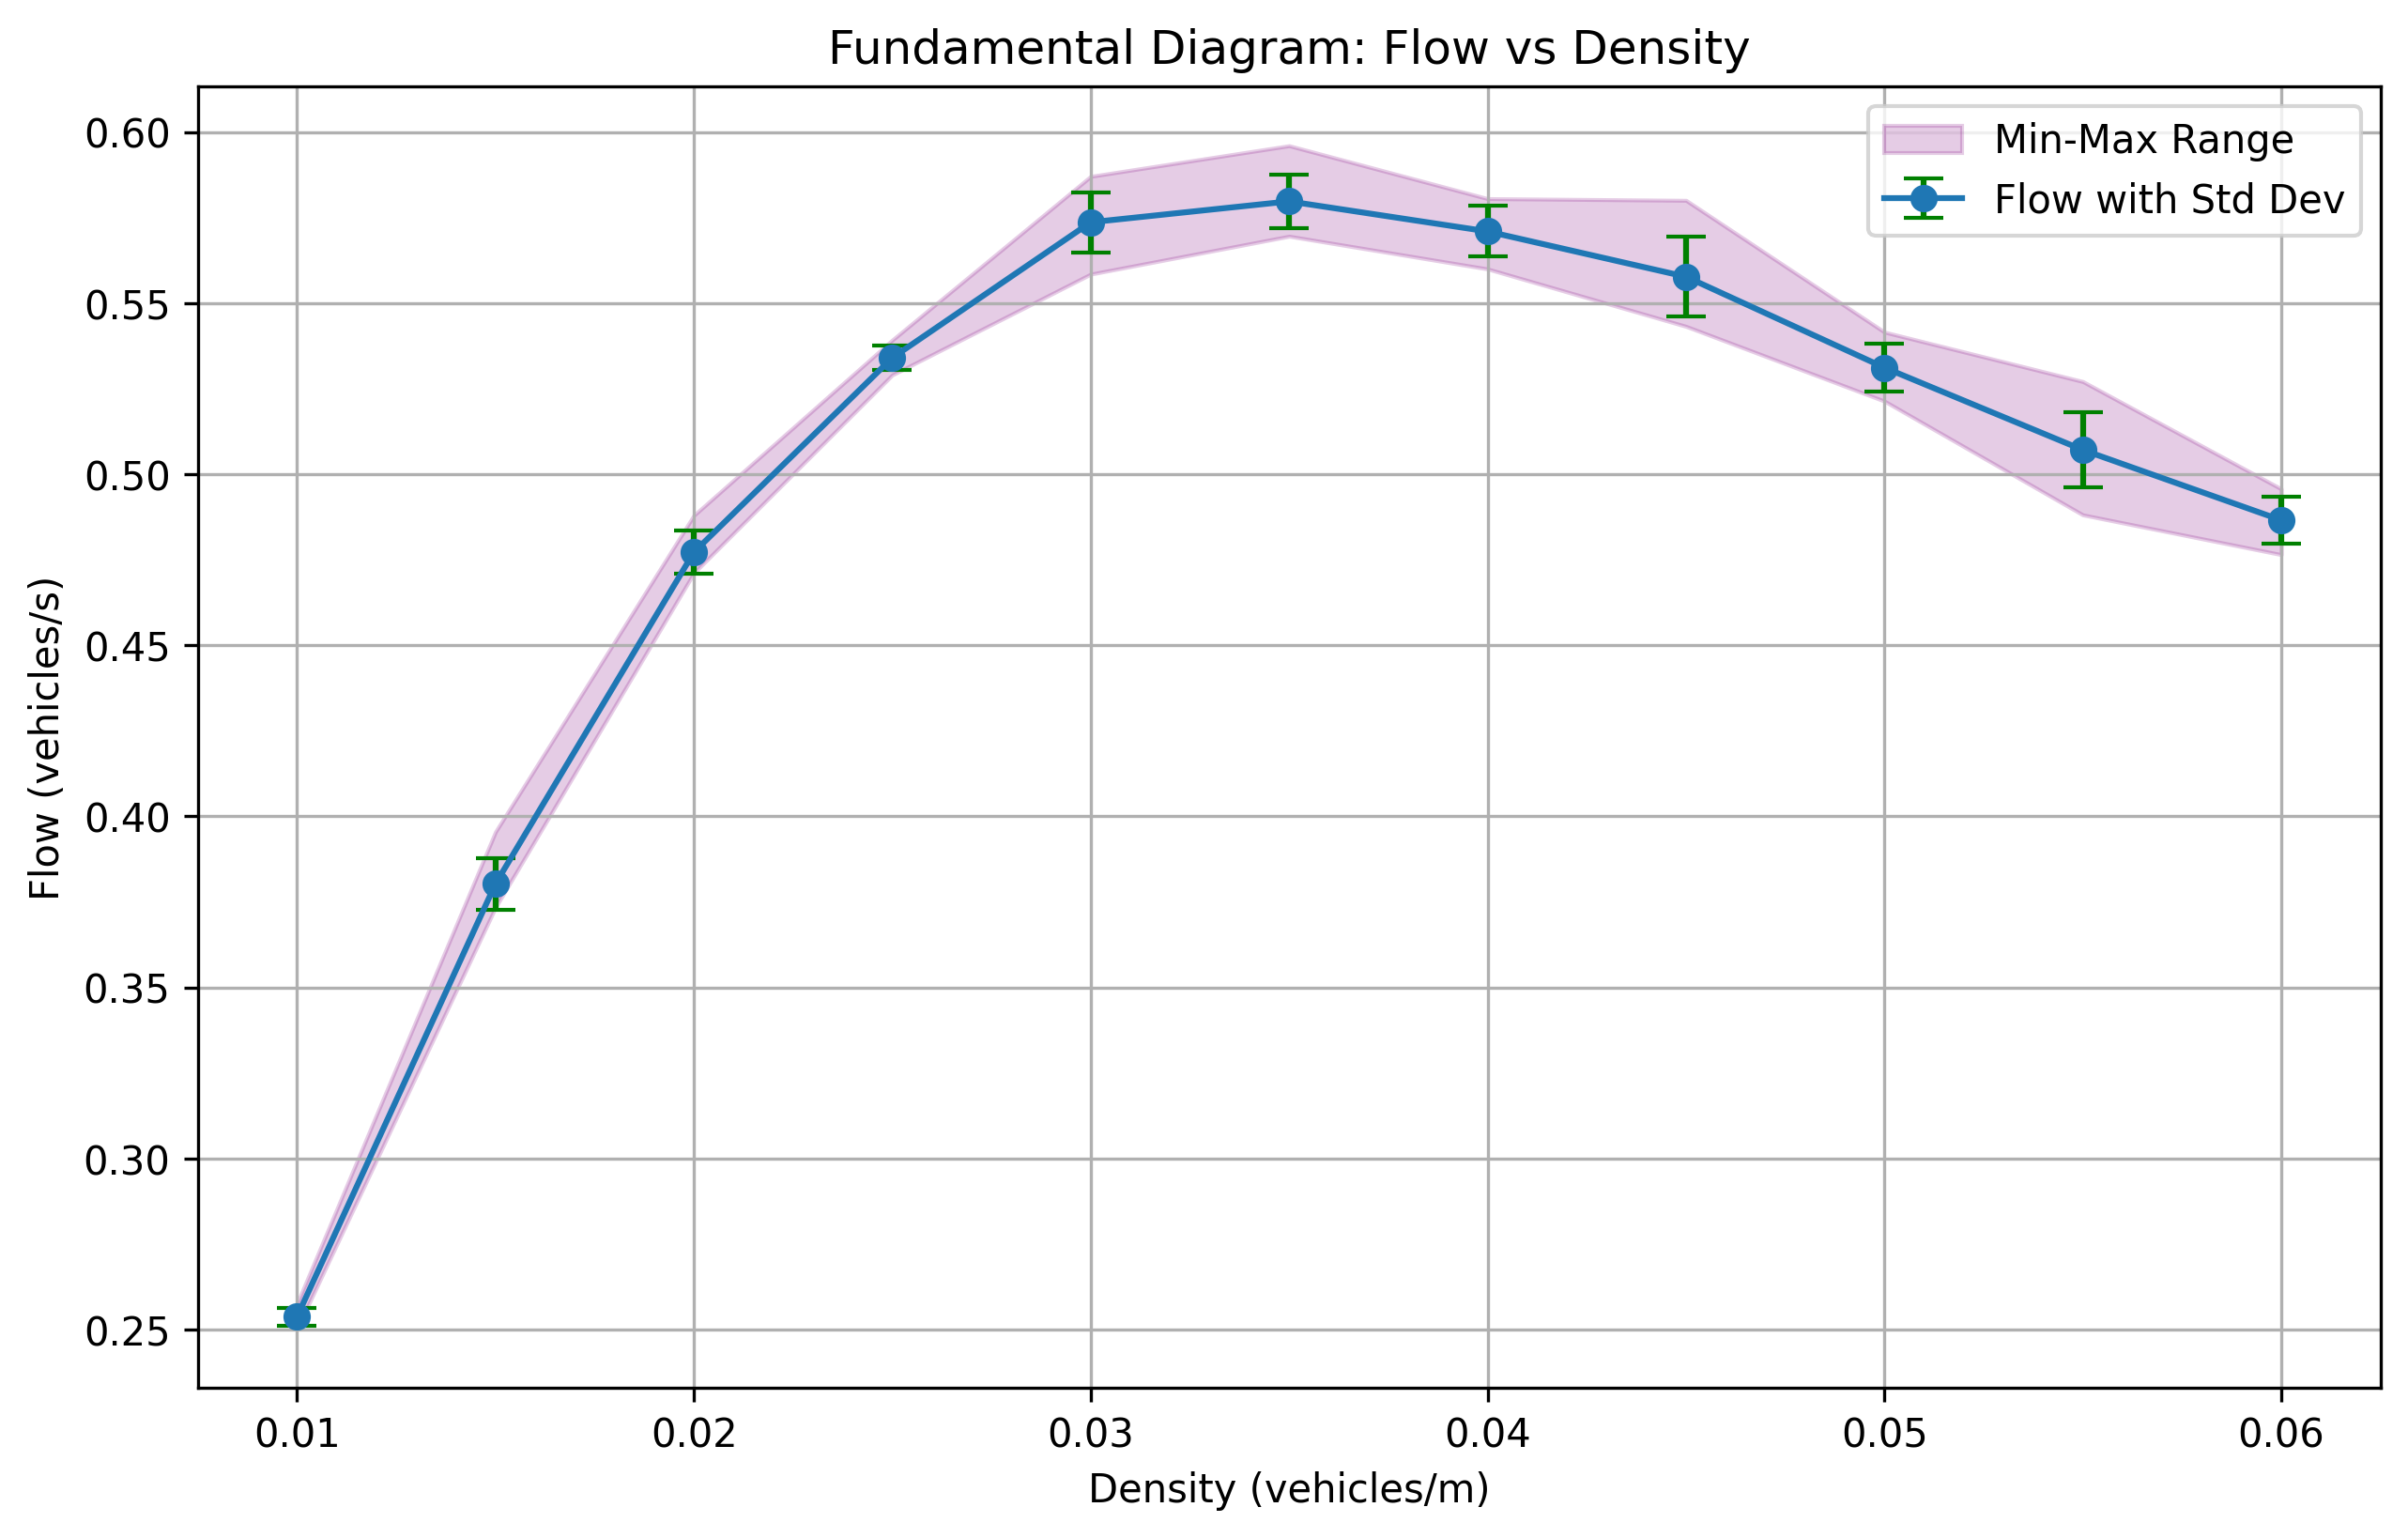 Fundamental Diagram: Flow vs Density
Min-Max Range
Flow with Std Dev
Flow (vehicles/s)
0.60
0.55
0.50
0.45
0.40
0.35
0.30
0.25
0.01 0.02 0.03 0.04 0.05 0.06
Density (vehicles/m)